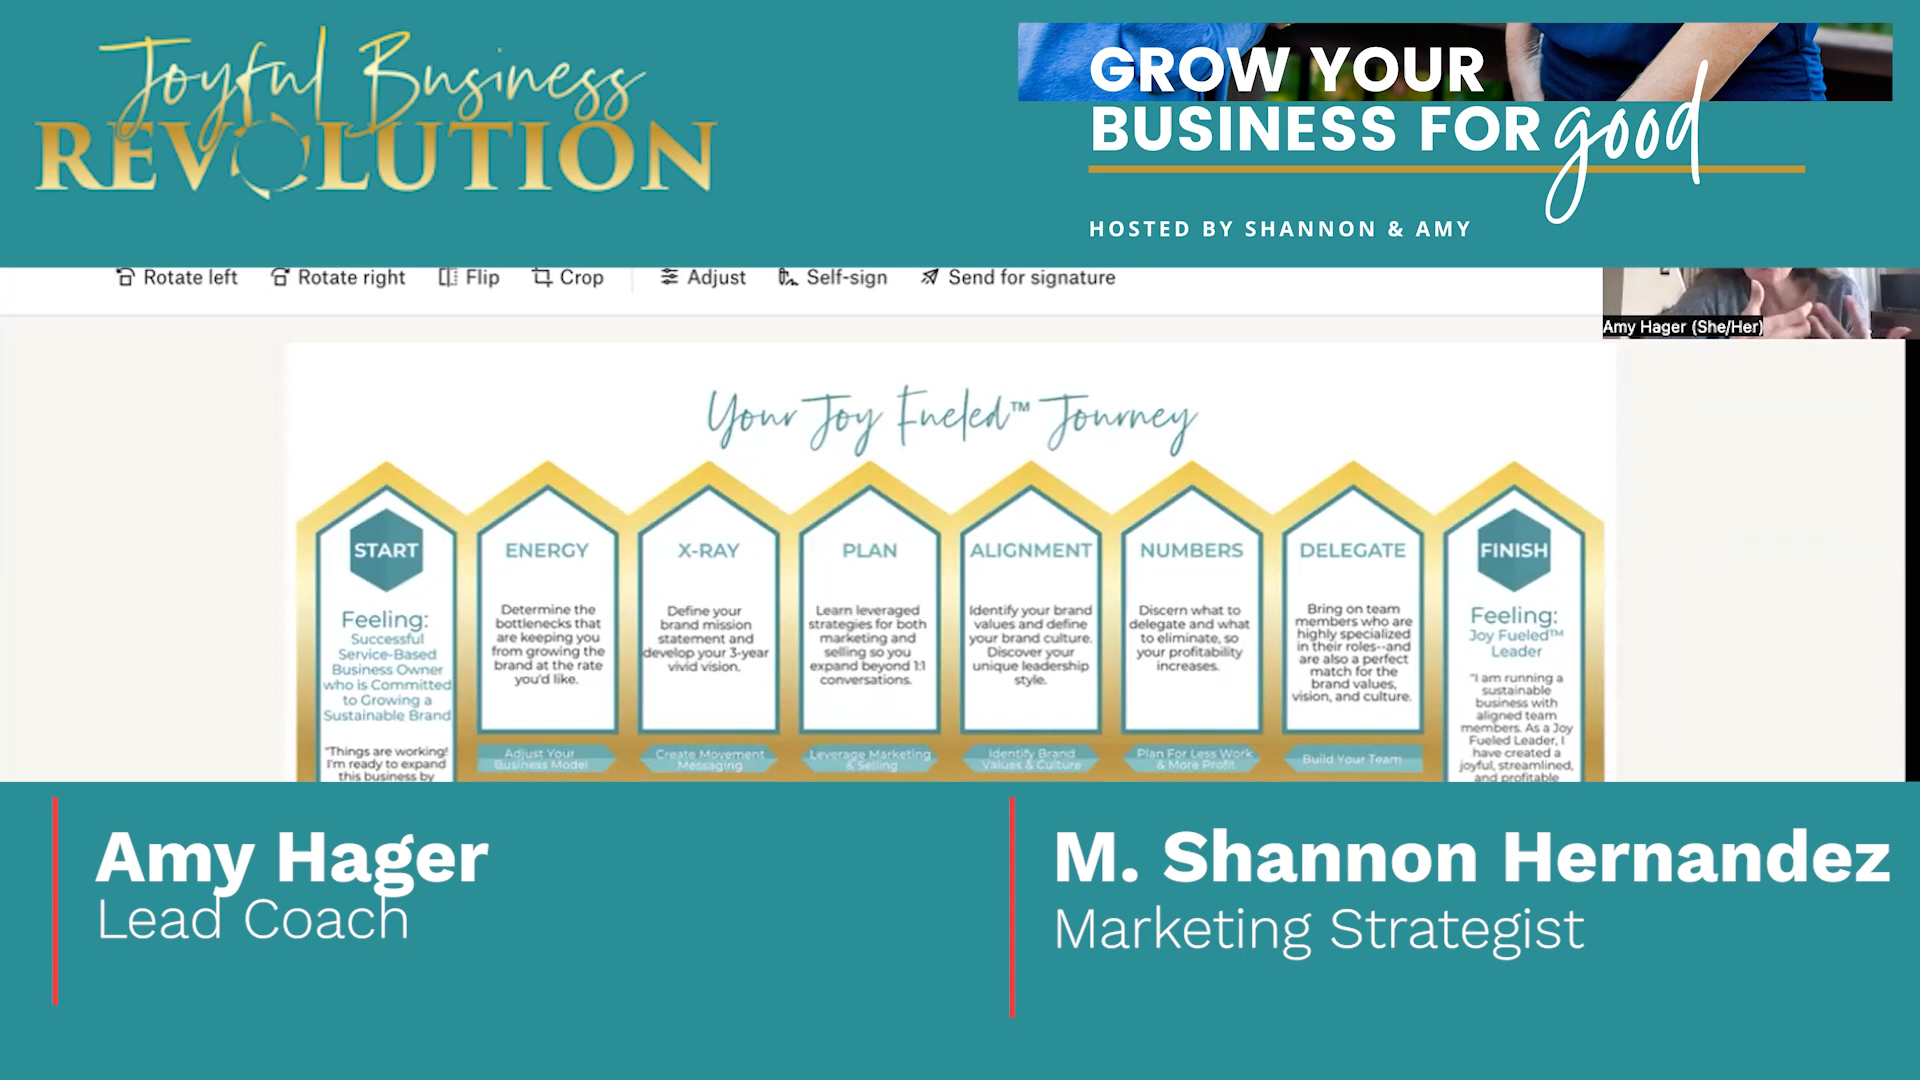 Joyful Business
REVOLUTION
GROW YOUR
BUSINESS FOR good
HOSTED BY SHANNON & AMY
Rotate left
Rotate right
Flip
Crop
Adjust
Self-sign
Send for signature
Amy Hager (She/Her)
Your Joy Fueled™ Journey
START
Feeling:
Successful
Service-Based
Business Owner
who is Committed
to Growing a
Sustainable Brand
"Things are working!
I'm ready to expand
this business by
ENERGY
Determine the
bottlenecks that
are keeping you
from growing the
brand at the rate
you'd like.
Adjust Your
Business Model
X-RAY
Define your
brand mission
statement and
develop your 3-year
vivid vision.
Create Movement
Messaging
PLAN
Learn leveraged
strategies for both
marketing and
selling so you
expand beyond 1:1
conversations.
Leverage Marketing
& Selling
ALIGNMENT
Identify your brand
values and define
your brand culture.
Discover your
unique leadership
style.
Identify Brand
Values & Culture
NUMBERS
Discern what to
delegate and what
to eliminate, so
your profitability
increases.
Plan For Less Work
& More Profit
DELEGATE
Bring on team
members who are
highly specialized
in their roles--and
are also a perfect
match for the
brand values,
vision, and culture.
Build Your Team
FINISH
Feeling:
Joy Fueled™
Leader
"I am running a
sustainable
business with
aligned team
members. As a Joy
Fueled Leader, I
have created a
joyful, streamlined,
and profitable
Amy Hager
Lead Coach
M. Shannon Hernandez
Marketing Strategist